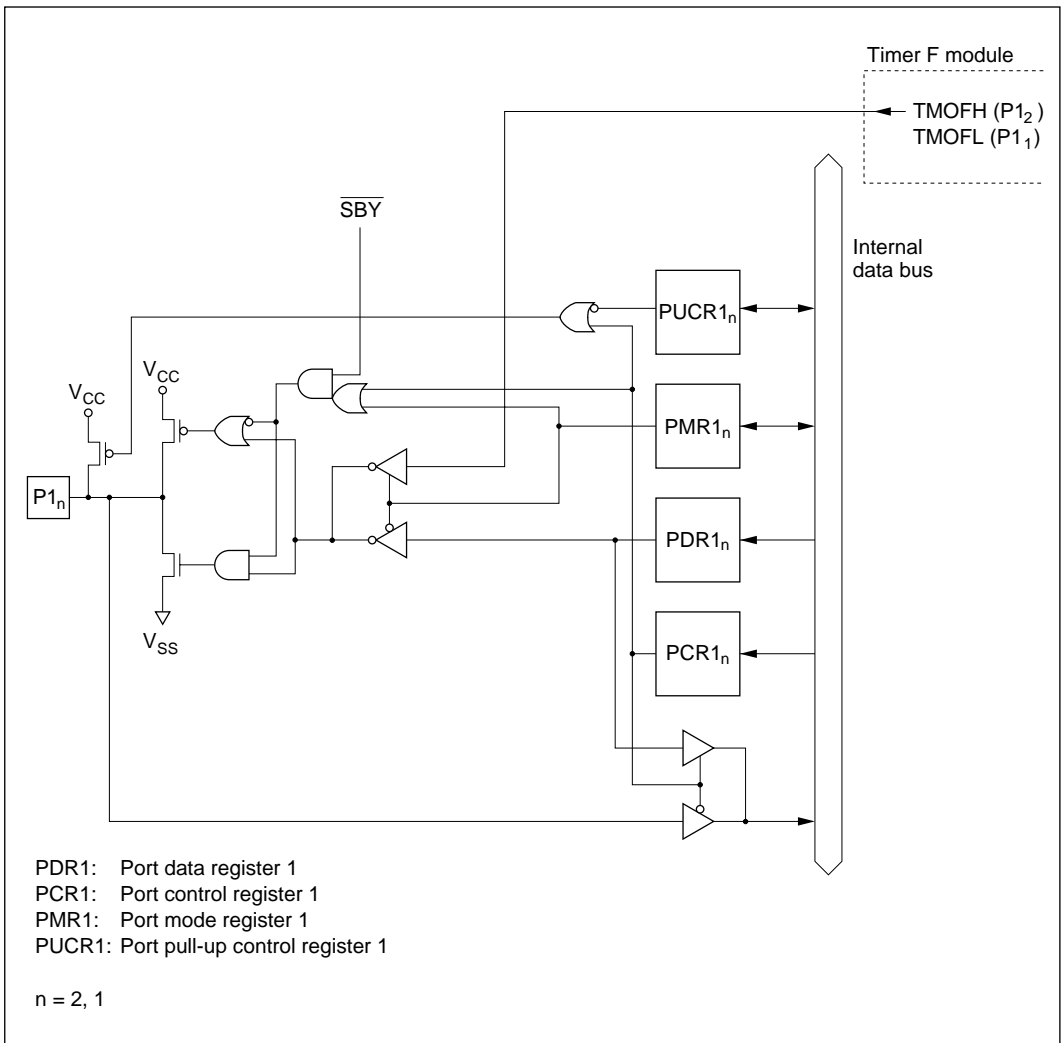 Timer F module
TMOFH (P1₂ )
TMOFL (P1₁)
S̅B̅Y̅
Internal
data bus
PUCR1ₙ
V_CC
V_CC
PMR1ₙ
P1ₙ
PDR1ₙ
V_SS
PCR1ₙ
PDR1: Port data register 1
PCR1: Port control register 1
PMR1: Port mode register 1
PUCR1: Port pull-up control register 1
n = 2, 1